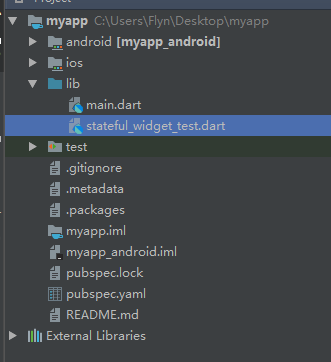 myapp C:\Users\Flyn\Desktop\myapp
android [myapp_android]
ios
lib
main.dart
stateful_widget_test.dart
test
.gitignore
.metadata
.packages
myapp.iml
myapp_android.iml
pubspec.lock
pubspec.yaml
README.md
External Libraries